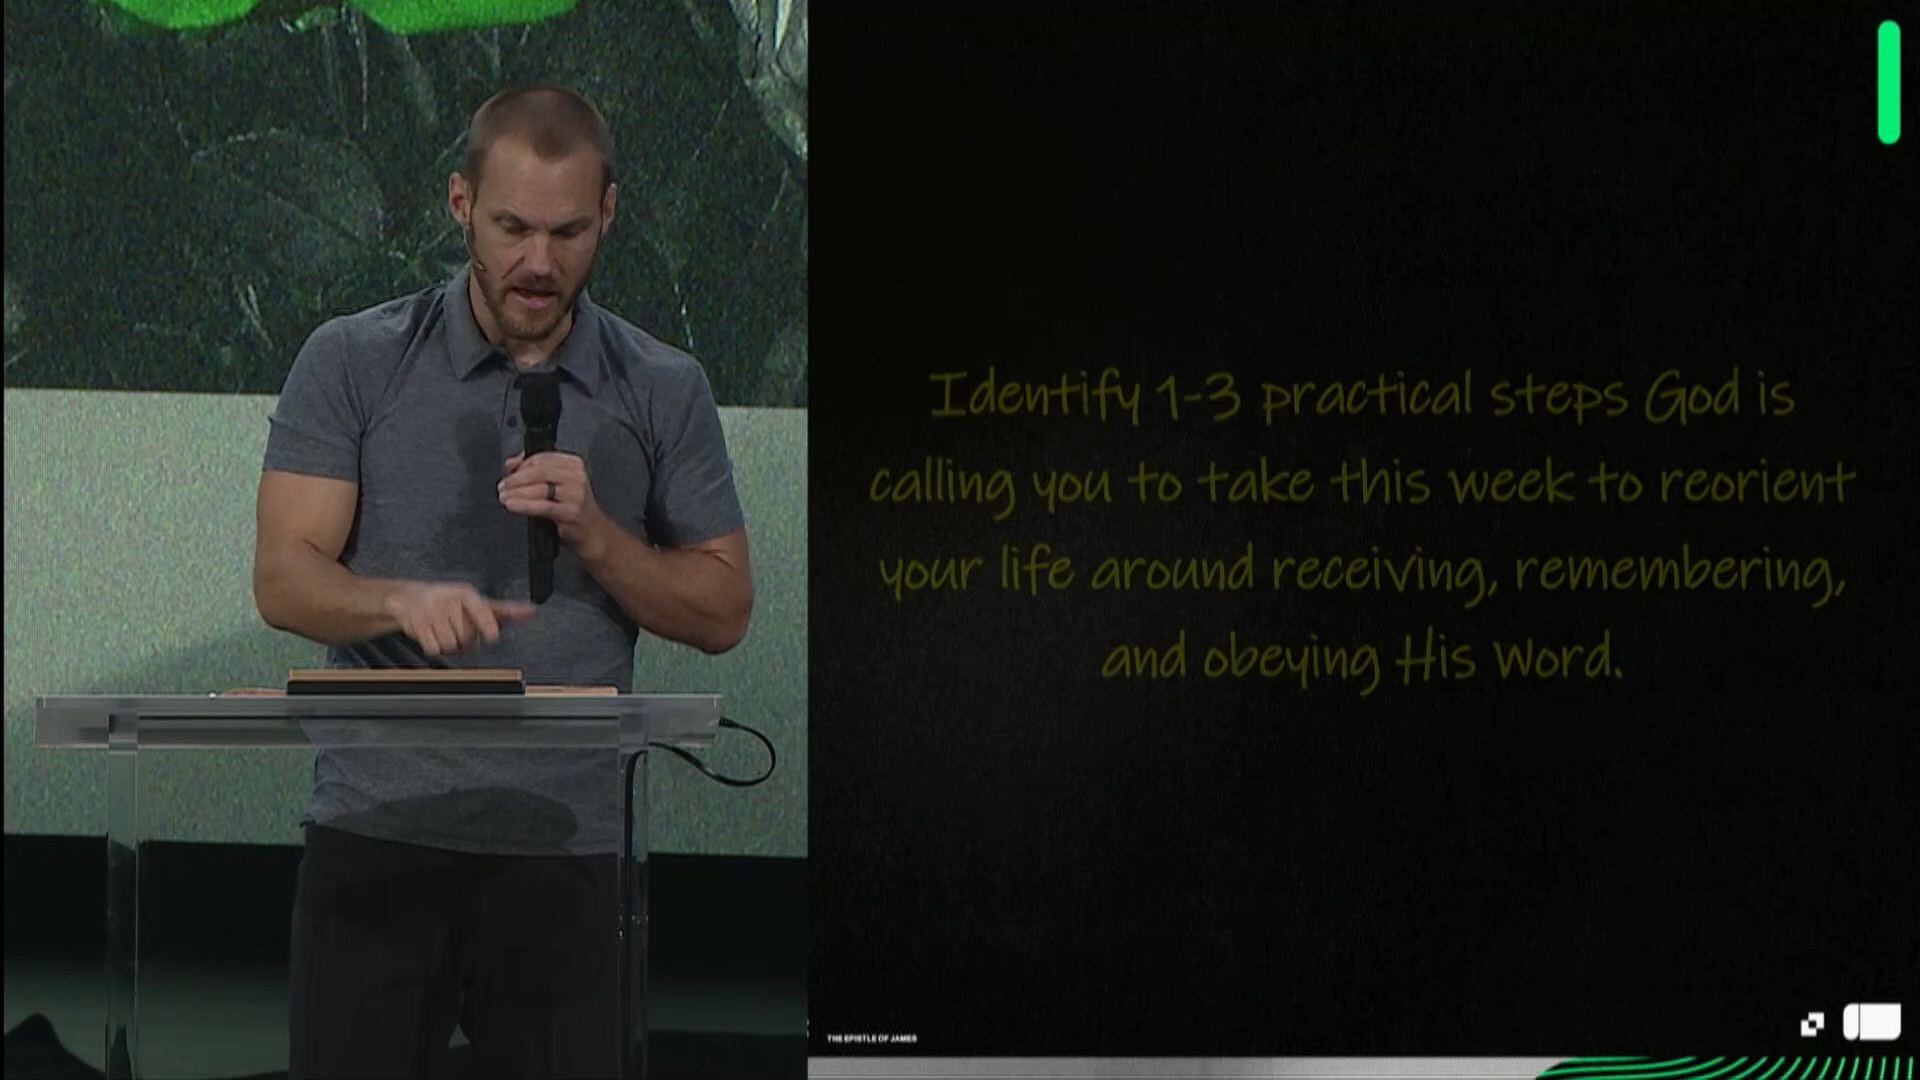 Identify 1-3 practical steps God is
calling you to take this week to reorient
your life around receiving, remembering,
and obeying His Word.
THE EPISTLE OF JAMES